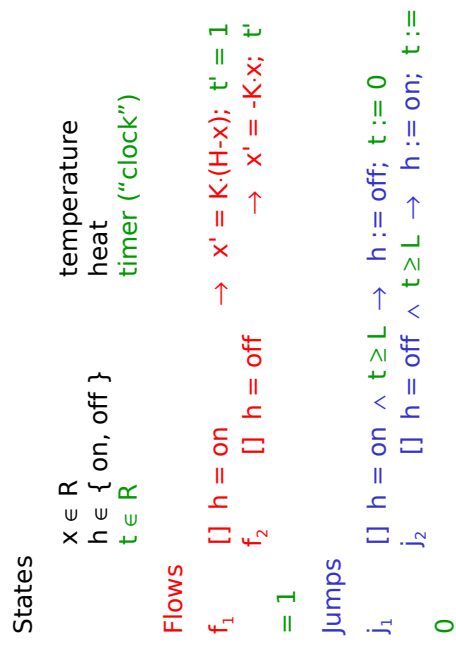 States
x ∈ R temperature
h ∈ { on, off } heat
t ∈ R timer (“clock”)
Flows
f₁ [] h = on → x' = K·(H-x); t' = 1
f₂ [] h = off → x' = -K·x; t'
= 1
Jumps
j₁ [] h = on ∧ t ≥ L → h := off; t := 0
j₂ [] h = off ∧ t ≥ L → h := on; t :=
0